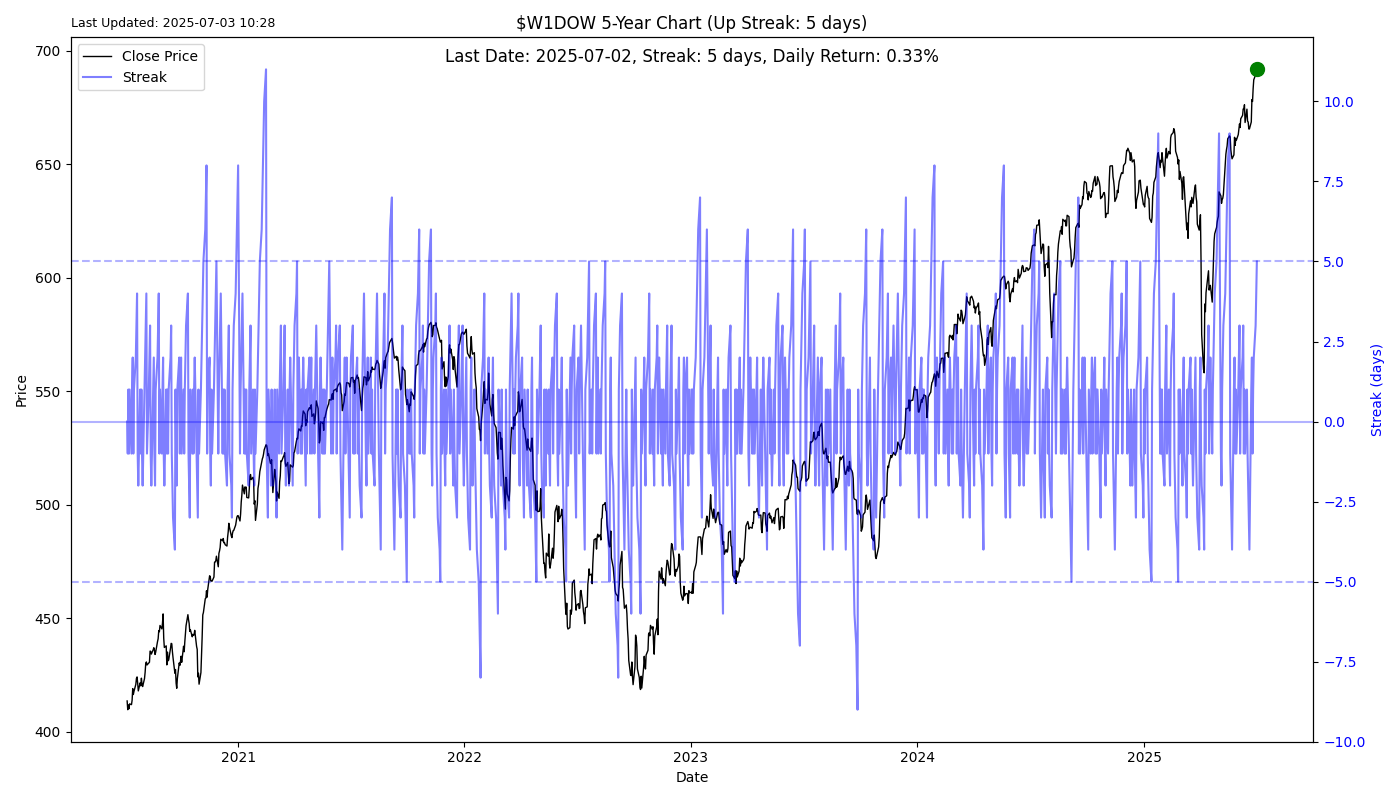 Last Updated: 2025-07-03 10:28
$W1DOW 5-Year Chart (Up Streak: 5 days)
Last Date: 2025-07-02, Streak: 5 days, Daily Return: 0.33%
Close Price
Streak
700
650
600
550
500
450
400
Price
10.0
7.5
5.0
2.5
0.0
−2.5
−5.0
−7.5
−10.0
Streak (days)
2021
2022
2023
2024
2025
Date